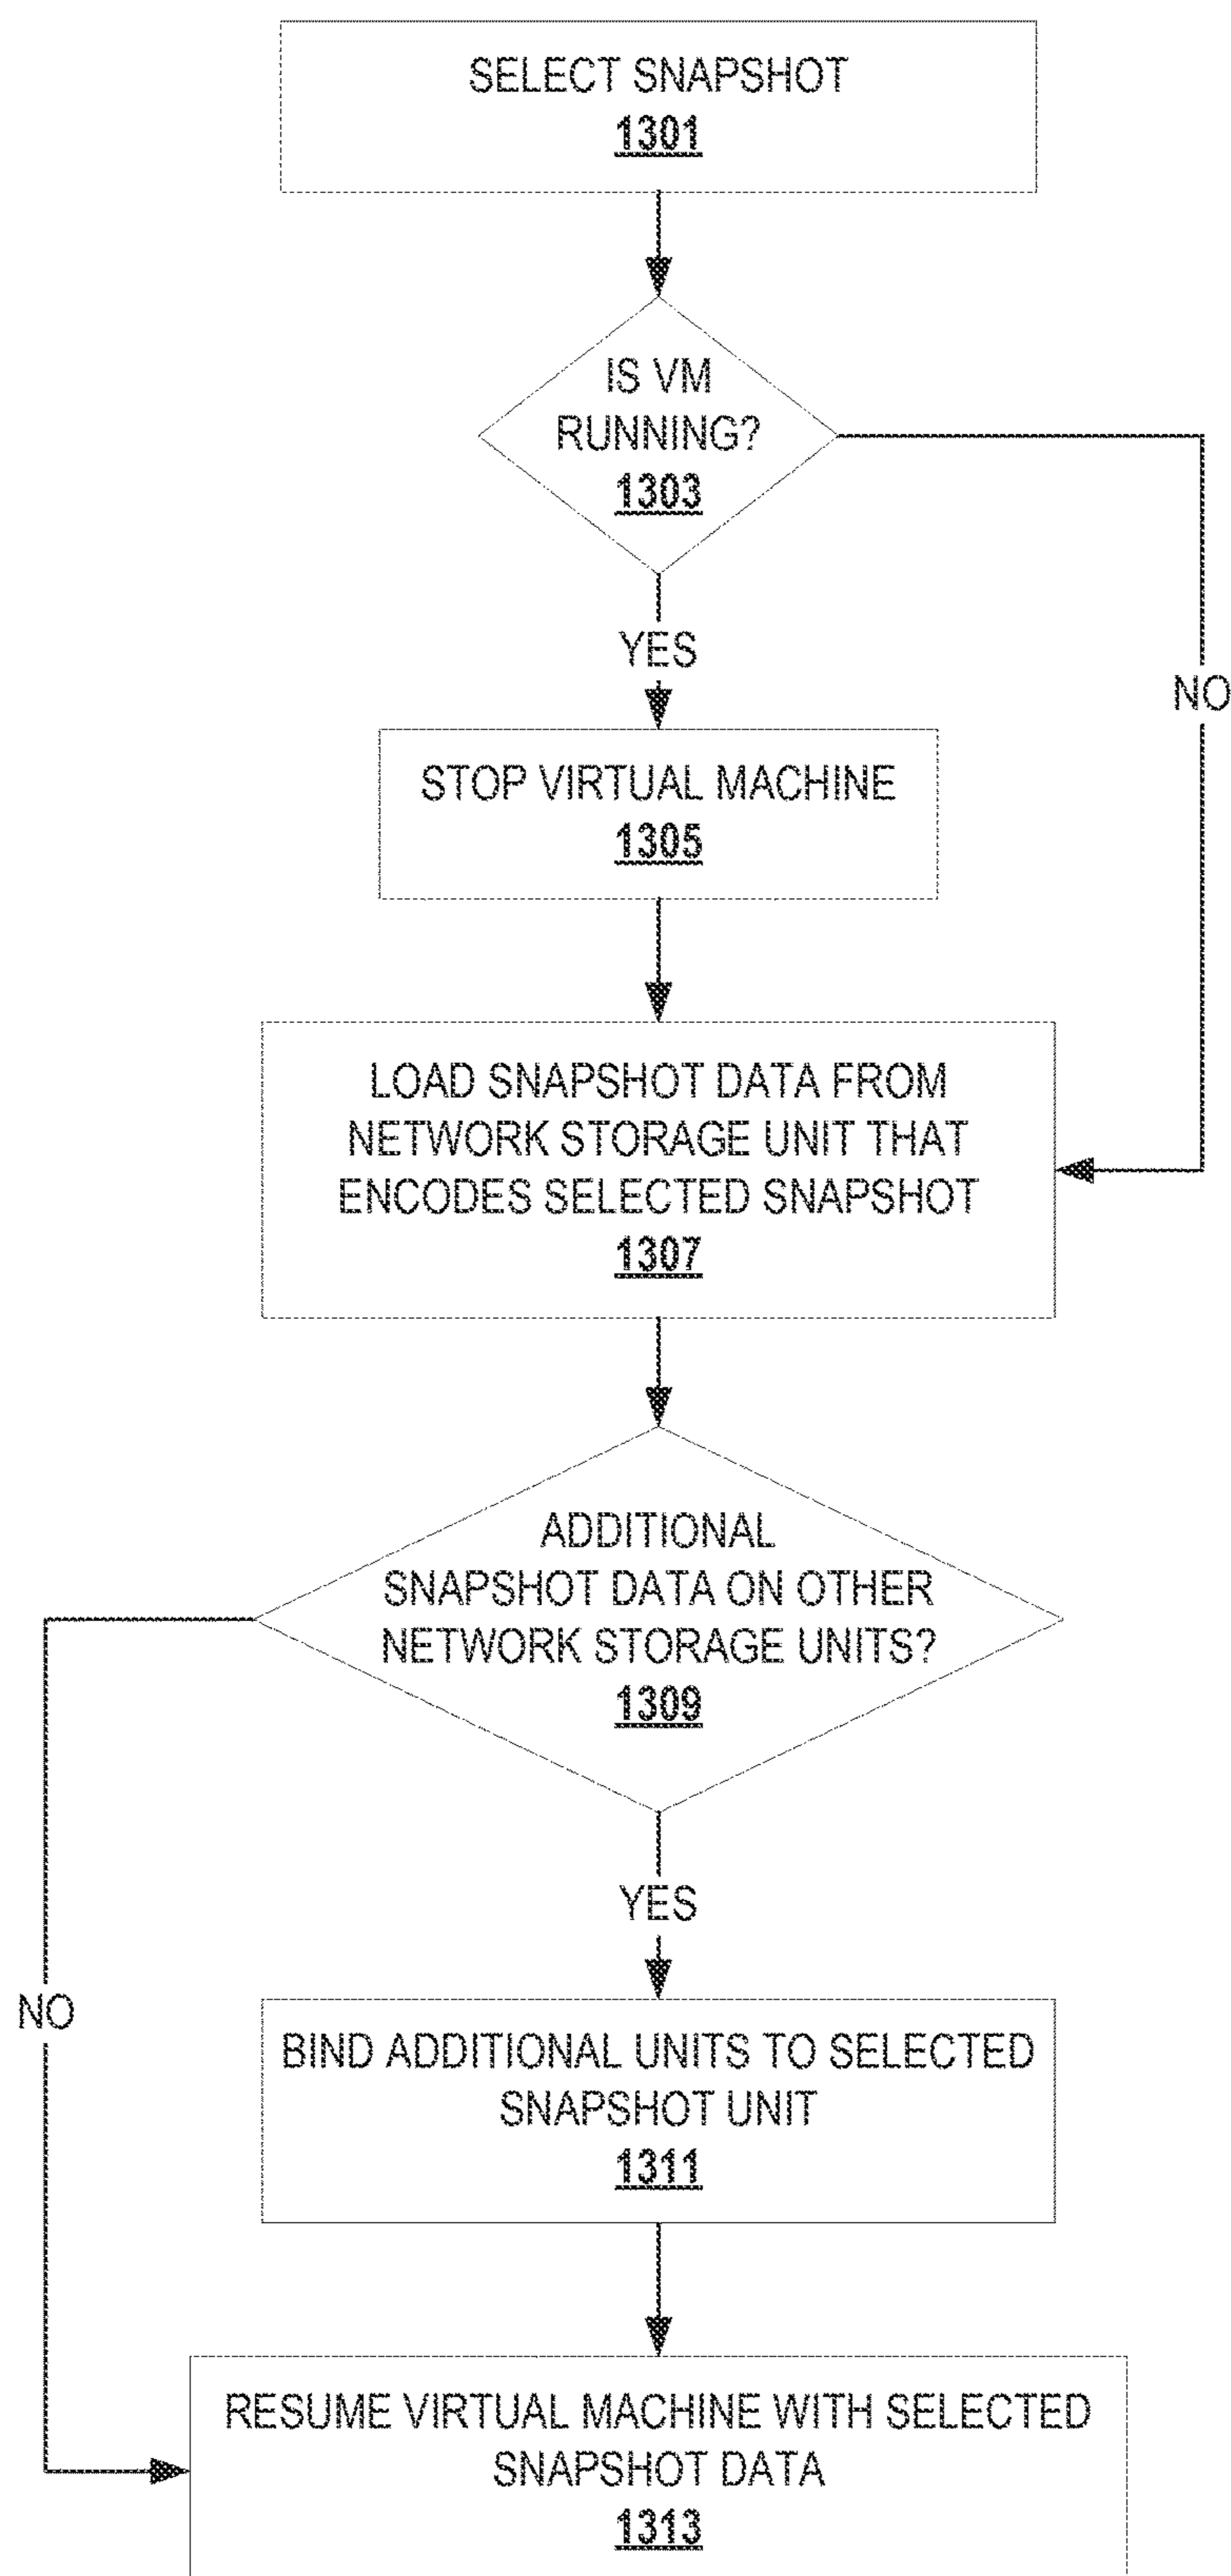 SELECT SNAPSHOT
1301
IS VM
RUNNING?
1303
YES
NO
STOP VIRTUAL MACHINE
1305
LOAD SNAPSHOT DATA FROM
NETWORK STORAGE UNIT THAT
ENCODES SELECTED SNAPSHOT
1307
ADDITIONAL
SNAPSHOT DATA ON OTHER
NETWORK STORAGE UNITS?
1309
YES
NO
BIND ADDITIONAL UNITS TO SELECTED
SNAPSHOT UNIT
1311
RESUME VIRTUAL MACHINE WITH SELECTED
SNAPSHOT DATA
1313